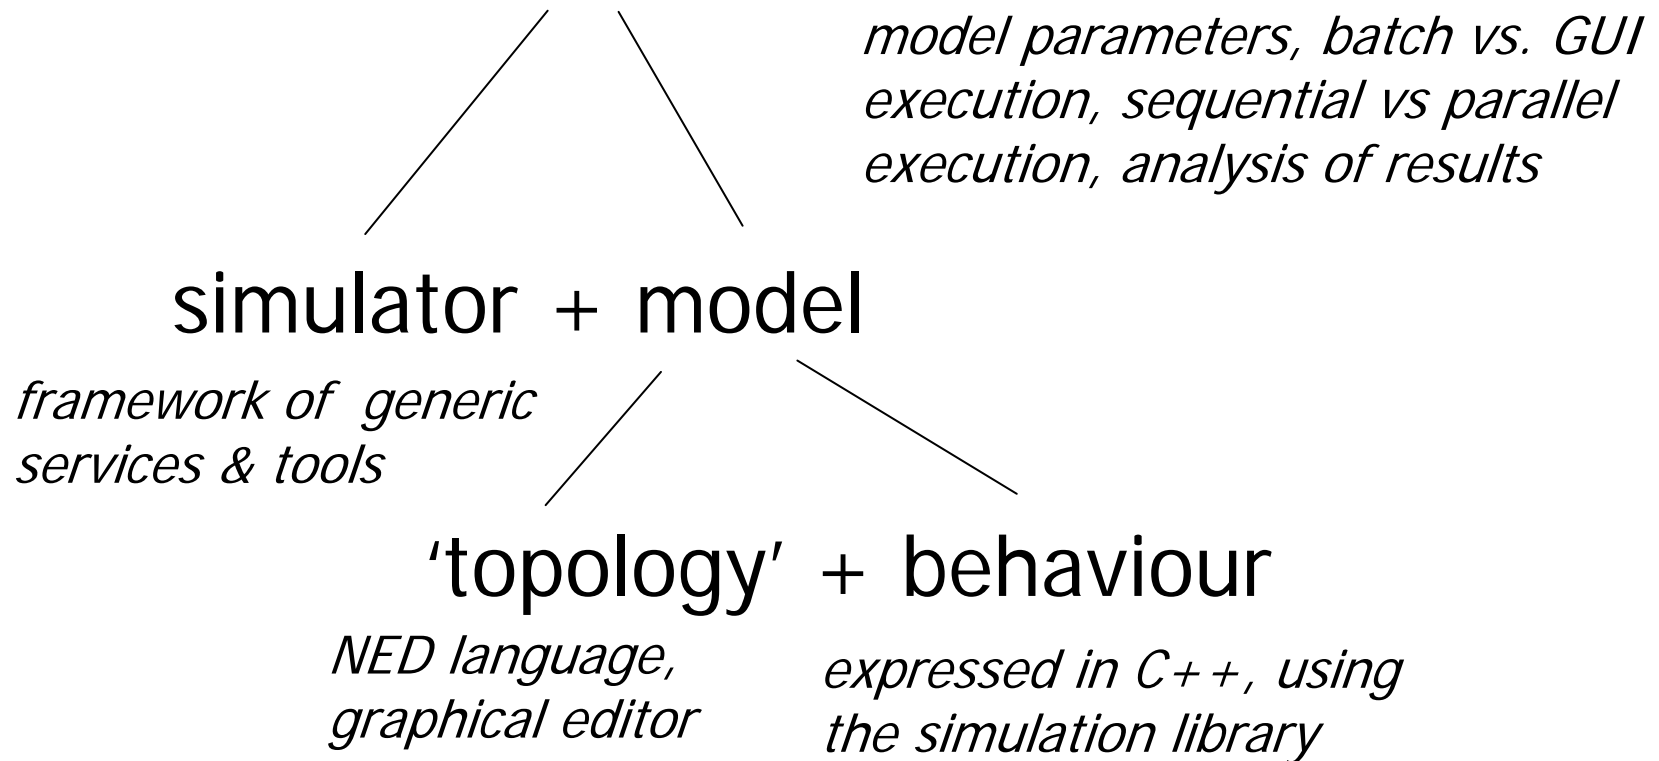 model parameters, batch vs. GUI
execution, sequential vs parallel
execution, analysis of results
simulator + model
framework of generic
services & tools
'topology' + behaviour
NED language,
graphical editor
expressed in C++, using
the simulation library